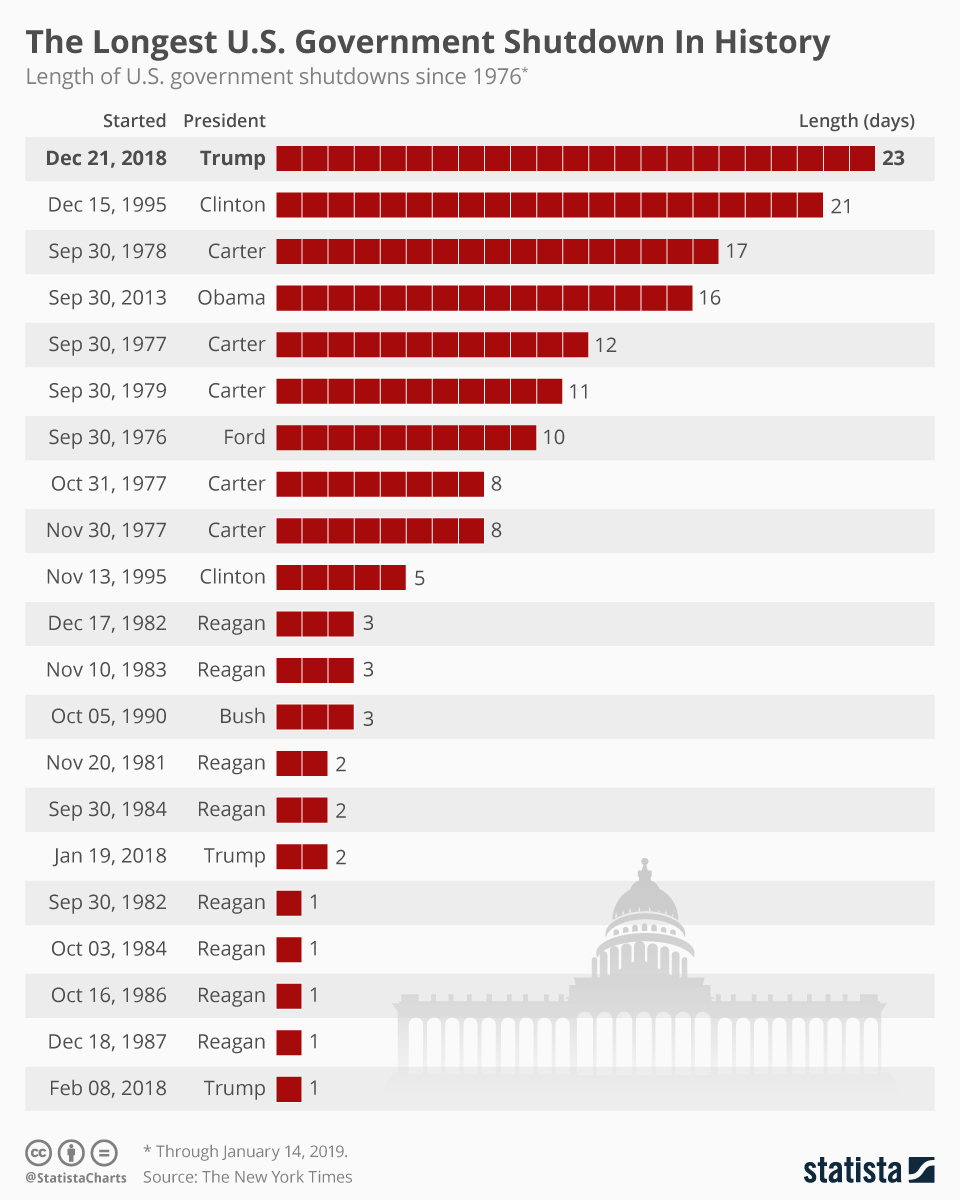 The Longest U.S. Government Shutdown In History
Length of U.S. government shutdowns since 1976*
Started President Length (days)
Dec 21, 2018 Trump 23
Dec 15, 1995 Clinton 21
Sep 30, 1978 Carter 17
Sep 30, 2013 Obama 16
Sep 30, 1977 Carter 12
Sep 30, 1979 Carter 11
Sep 30, 1976 Ford 10
Oct 31, 1977 Carter 8
Nov 30, 1977 Carter 8
Nov 13, 1995 Clinton 5
Dec 17, 1982 Reagan 3
Nov 10, 1983 Reagan 3
Oct 05, 1990 Bush 3
Nov 20, 1981 Reagan 2
Sep 30, 1984 Reagan 2
Jan 19, 2018 Trump 2
Sep 30, 1982 Reagan 1
Oct 03, 1984 Reagan 1
Oct 16, 1986 Reagan 1
Dec 18, 1987 Reagan 1
Feb 08, 2018 Trump 1
cc = * Through January 14, 2019.
@StatistaCharts Source: The New York Times
statista